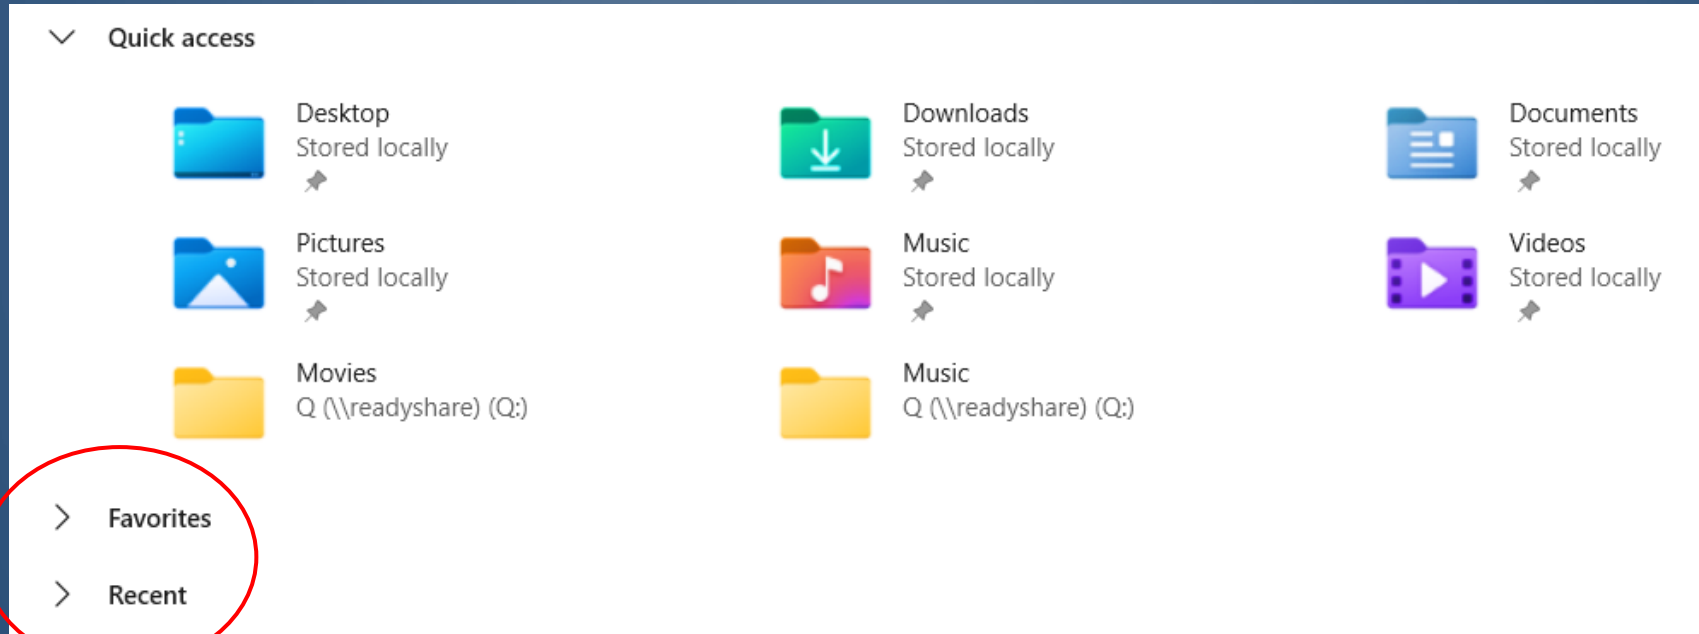 Quick access
Desktop
Stored locally
Downloads
Stored locally
Documents
Stored locally
Pictures
Stored locally
Music
Stored locally
Videos
Stored locally
Movies
Q (\\readyshare) (Q:)
Music
Q (\\readyshare) (Q:)
Favorites
Recent